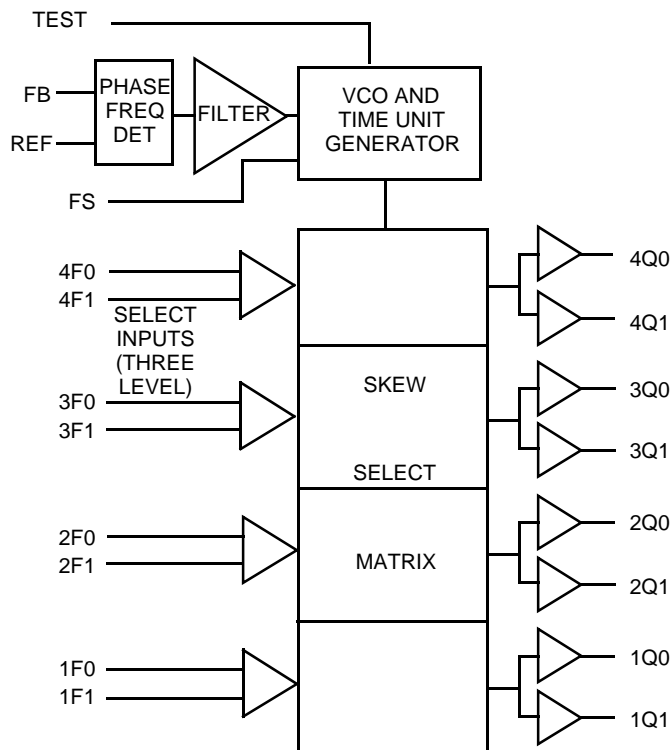 TEST
FB
REF
PHASE
FREQ
DET
FILTER
VCO AND
TIME UNIT
GENERATOR
FS
4F0
4F1
SELECT
INPUTS
(THREE
LEVEL)
3F0
3F1
2F0
2F1
1F0
1F1
SKEW
SELECT
MATRIX
4Q0
4Q1
3Q0
3Q1
2Q0
2Q1
1Q0
1Q1